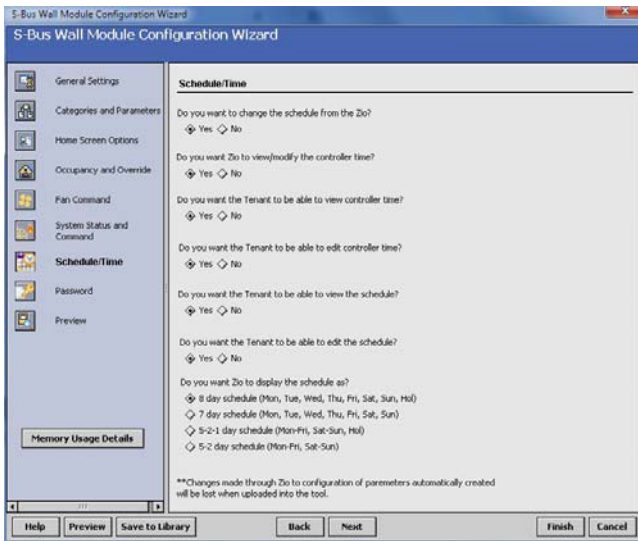 S-Bus Wall Module Configuration Wizard
S-Bus Wall Module Configuration Wizard
General Settings
Categories and Parameters
Home Screen Options
Occupancy and Override
Fan Command
System Status and
Command
Schedule/Time
Password
Preview
Memory Usage Details
Schedule/Time
Do you want to change the schedule from the Zio?
Yes No
Do you want Zio to view/modify the controller time?
Yes No
Do you want the Tenant to be able to view controller time?
Yes No
Do you want the Tenant to be able to edit controller time?
Yes No
Do you want the Tenant to be able to view the schedule?
Yes No
Do you want the Tenant to be able to edit the schedule?
Yes No
Do you want Zio to display the schedule as?
8 day schedule (Mon, Tue, Wed, Thu, Fri, Sat, Sun, Hol)
7 day schedule (Mon, Tue, Wed, Thu, Fri, Sat, Sun)
5-2-1 day schedule (Mon-Fri, Sat-Sun, Hol)
5-2 day schedule (Mon-Fri, Sat-Sun)
**Changes made through Zio to configuration of paremeters automatically created
will be lost when uploaded into the tool.
Help Preview Save to Library Back Next Finish Cancel